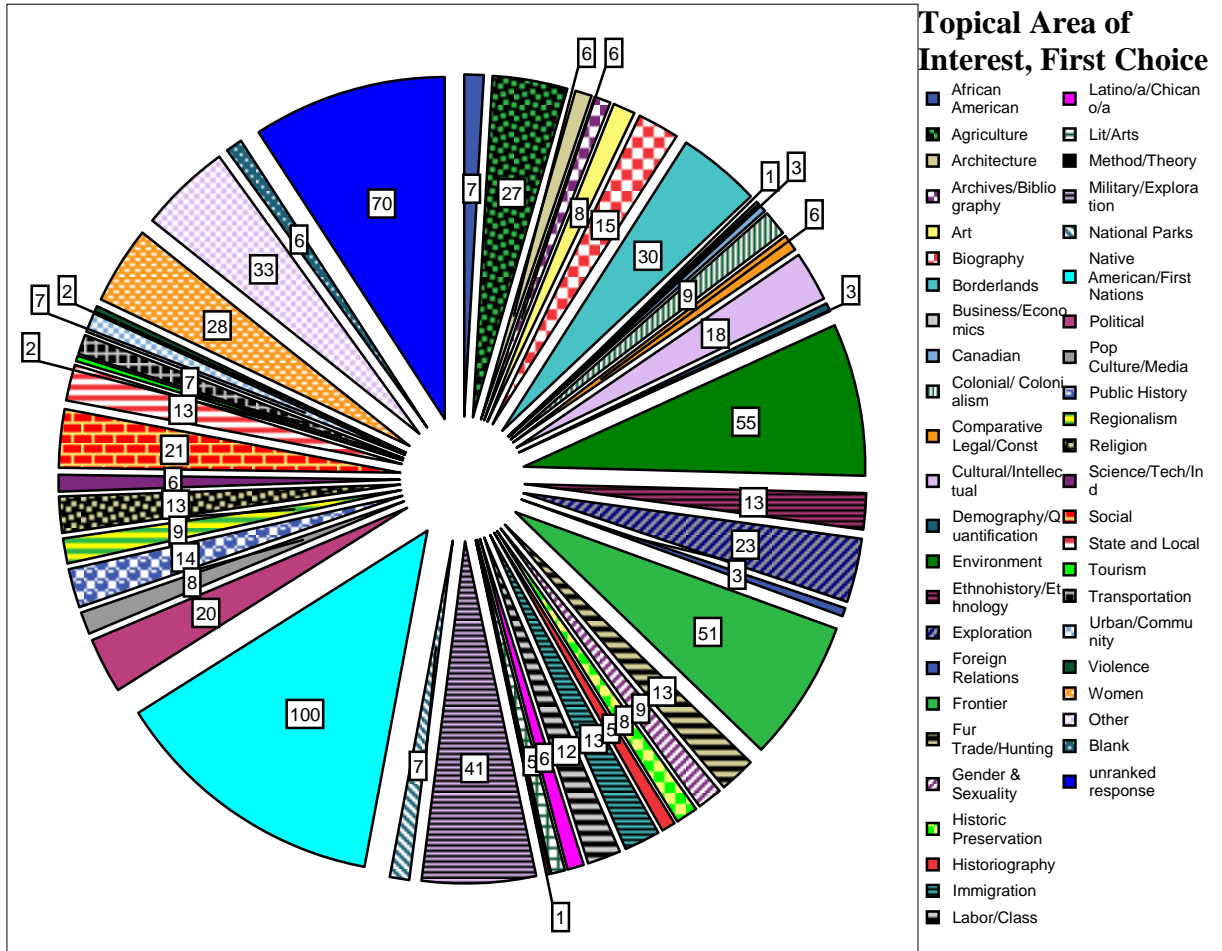 Topical Area of
Interest, First Choice
African
American
Agriculture
Architecture
Archives/Biblio
graphy
Art
Biography
Borderlands
Business/Econo
mics
Canadian
Colonial/ Coloni
alism
Comparative
Legal/Const
Cultural/Intellec
tual
Demography/Q
uantification
Environment
Ethnohistory/Et
hnology
Exploration
Foreign
Relations
Frontier
Fur
Trade/Hunting
Gender &
Sexuality
Historic
Preservation
Historiography
Immigration
Labor/Class
Latino/a/Chican
o/a
Lit/Arts
Method/Theory
Military/Explora
tion
National Parks
Native
American/First
Nations
Political
Pop
Culture/Media
Public History
Regionalism
Religion
Science/Tech/In
d
Social
State and Local
Tourism
Transportation
Urban/Commu
nity
Violence
Women
Other
Blank
unranked
response
7
27
6
6
8
15
30
1
3
9
6
18
3
55
13
23
3
51
13
9
8
5
13
12
6
5
1
41
7
100
20
8
14
9
13
6
21
13
2
7
7
2
28
33
6
70